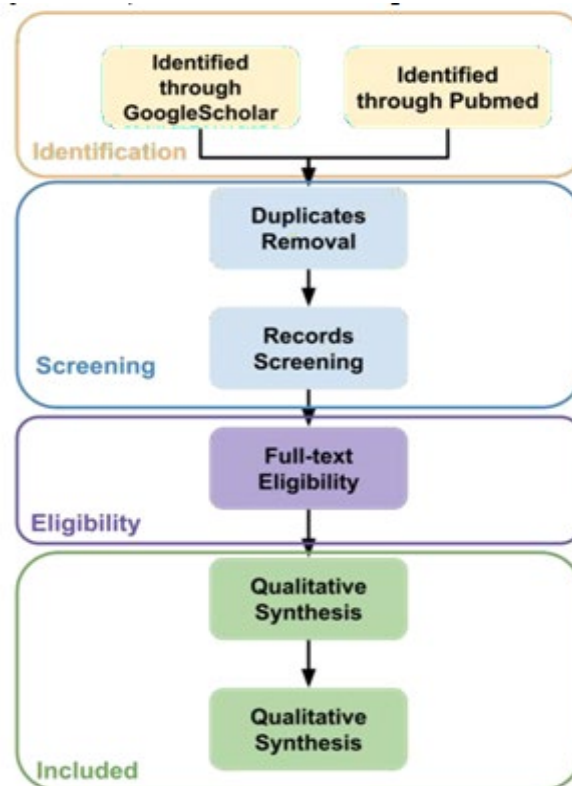 Identified
through
GoogleScholar
Identified
through Pubmed
Identification
Duplicates
Removal
Records
Screening
Screening
Full-text
Eligibility
Eligibility
Qualitative
Synthesis
Qualitative
Synthesis
Included